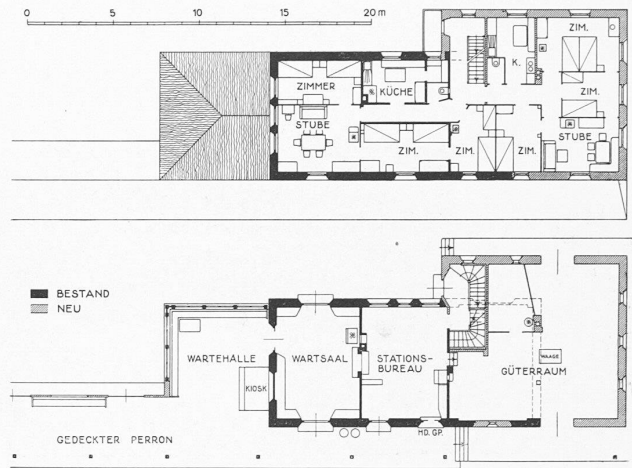 0 5 10 15 20 m
ZIM.
ZIMMER
KÜCHE
K.
ZIM.
STUBE
STUBE
ZIM.
ZIM.
ZIM.
BESTAND
NEU
WARTEHALLE
WARTSAAL
STATIONS-
BUREAU
WAAGE
GÜTERRAUM
KIOSK
HD. GP.
GEDECKTER PERRON